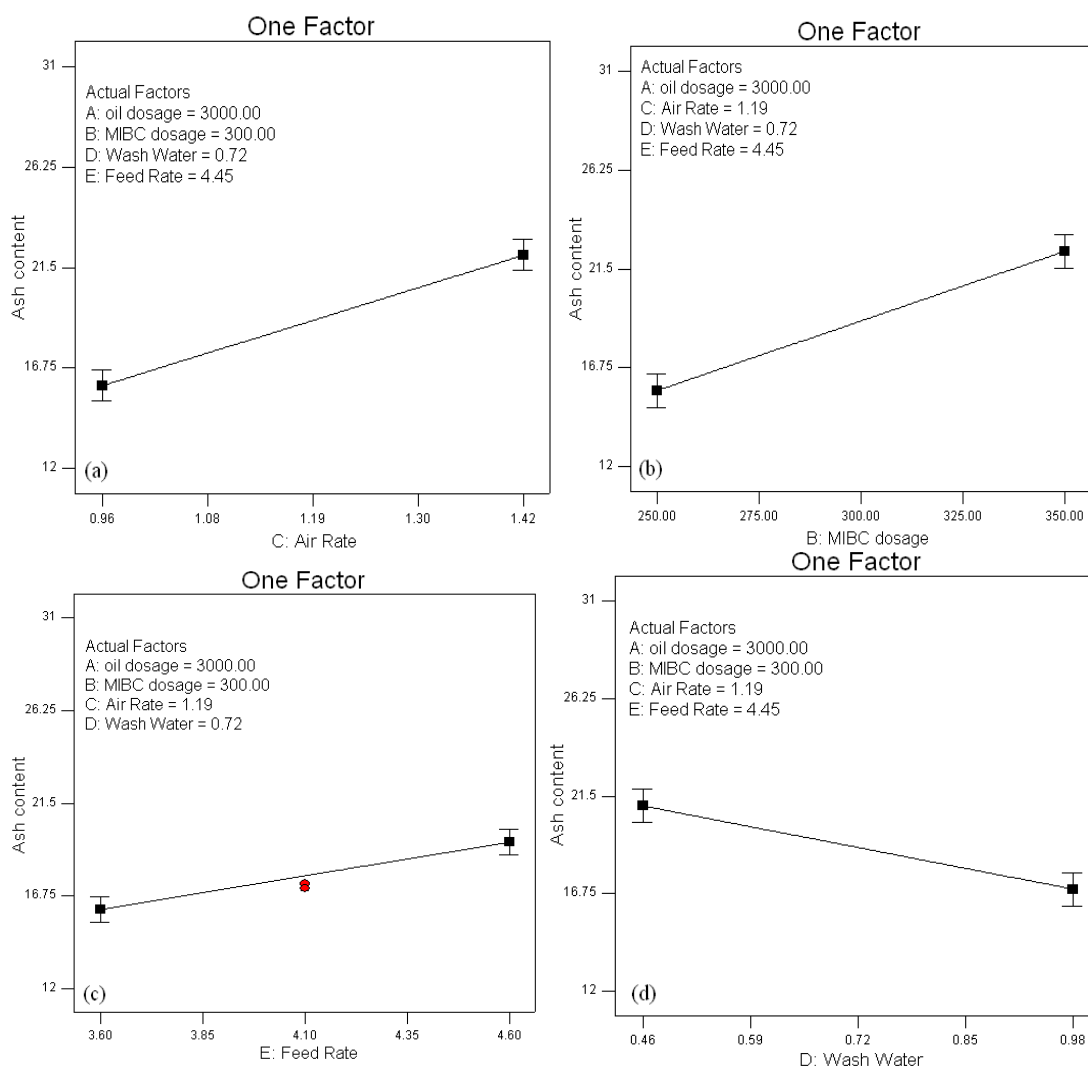 One Factor
31
26.25
21.5
16.75
12
Ash content
Actual Factors
A: oil dosage = 3000.00
B: MIBC dosage = 300.00
D: Wash Water = 0.72
E: Feed Rate = 4.45
(a)
0.96 1.08 1.19 1.30 1.42
C: Air Rate
One Factor
31
26.25
21.5
16.75
12
Ash content
Actual Factors
A: oil dosage = 3000.00
C: Air Rate = 1.19
D: Wash Water = 0.72
E: Feed Rate = 4.45
(b)
250.00 275.00 300.00 325.00 350.00
B: MIBC dosage
One Factor
31
26.25
21.5
16.75
12
Ash content
Actual Factors
A: oil dosage = 3000.00
B: MIBC dosage = 300.00
C: Air Rate = 1.19
D: Wash Water = 0.72
(c)
3.60 3.85 4.10 4.35 4.60
E: Feed Rate
One Factor
31
26.25
21.5
16.75
12
Ash content
Actual Factors
A: oil dosage = 3000.00
B: MIBC dosage = 300.00
C: Air Rate = 1.19
E: Feed Rate = 4.45
(d)
0.46 0.59 0.72 0.85 0.98
D: Wash Water